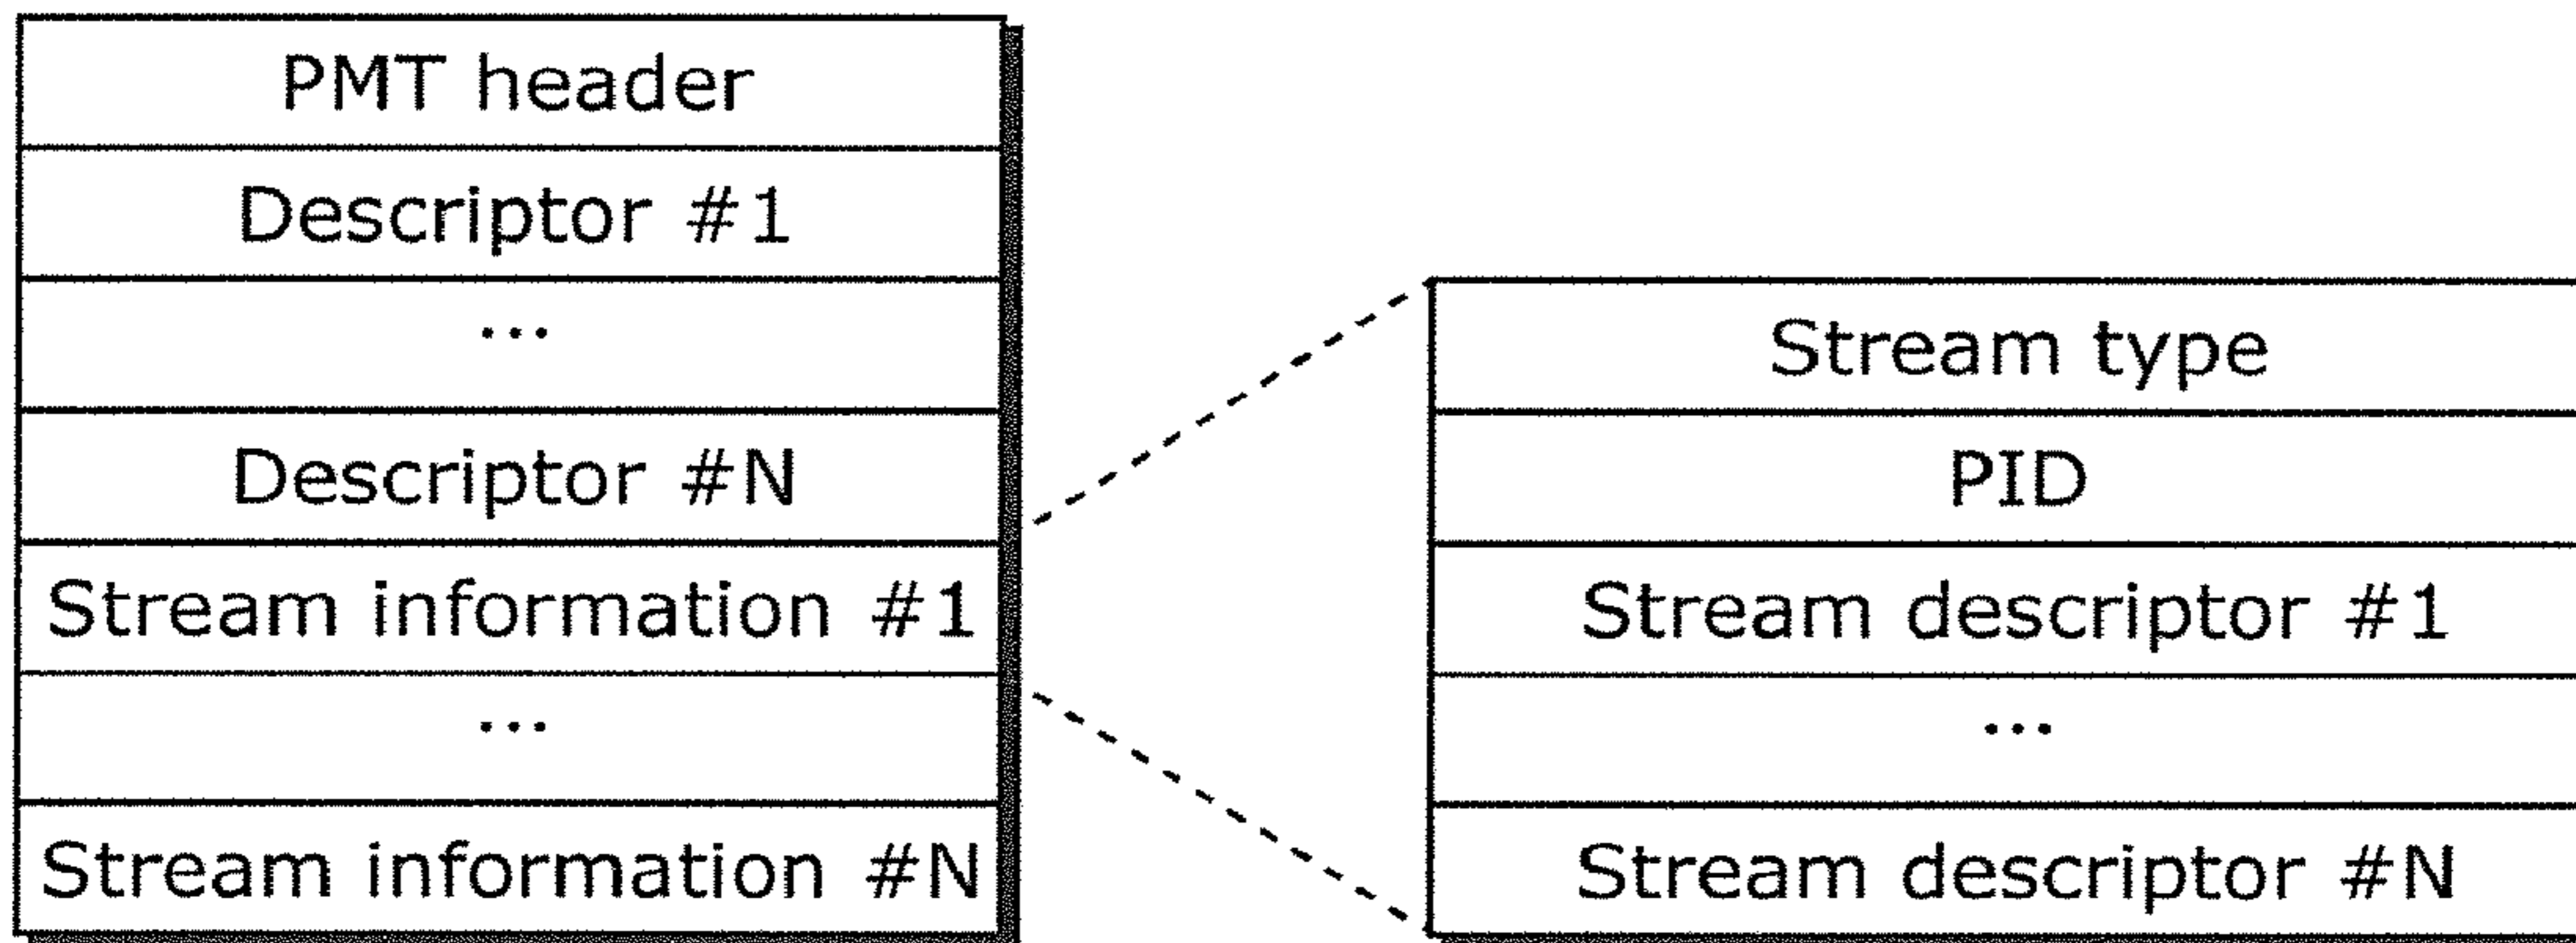 PMT header
Descriptor #1
...
Descriptor #N
Stream information #1
...
Stream information #N
Stream type
PID
Stream descriptor #1
...
Stream descriptor #N